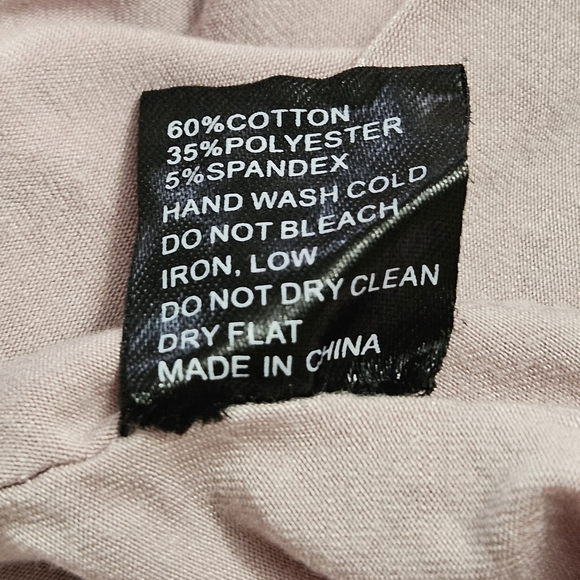 60%COTTON
35%POLYESTER
5%SPANDEX
HAND WASH COLD
DO NOT BLEACH
IRON, LOW
DO NOT DRY CLEAN
DRY FLAT
MADE IN CHINA